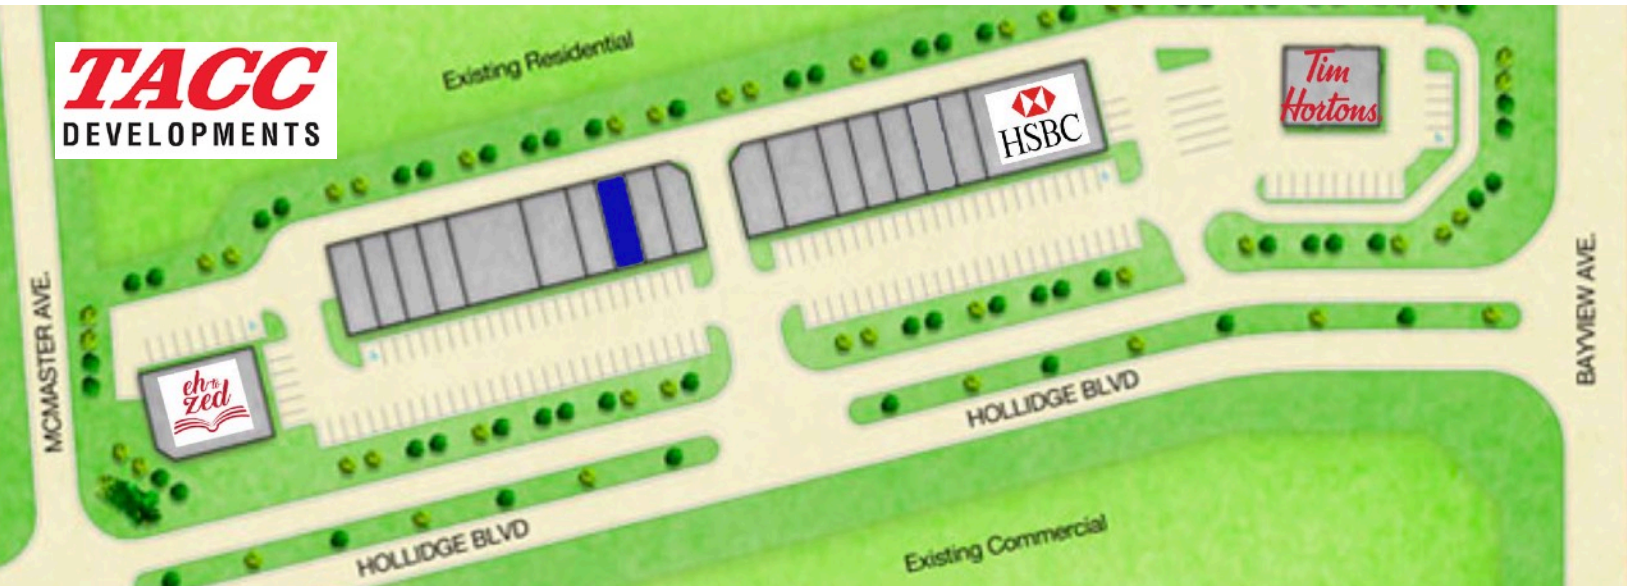 TACC
DEVELOPMENTS
Existing Residential
HSBC
Tim
Hortons
MCMASTER AVE.
eh to
zed
BAYVIEW AVE.
HOLLIDGE BLVD
HOLLIDGE BLVD
Existing Commercial